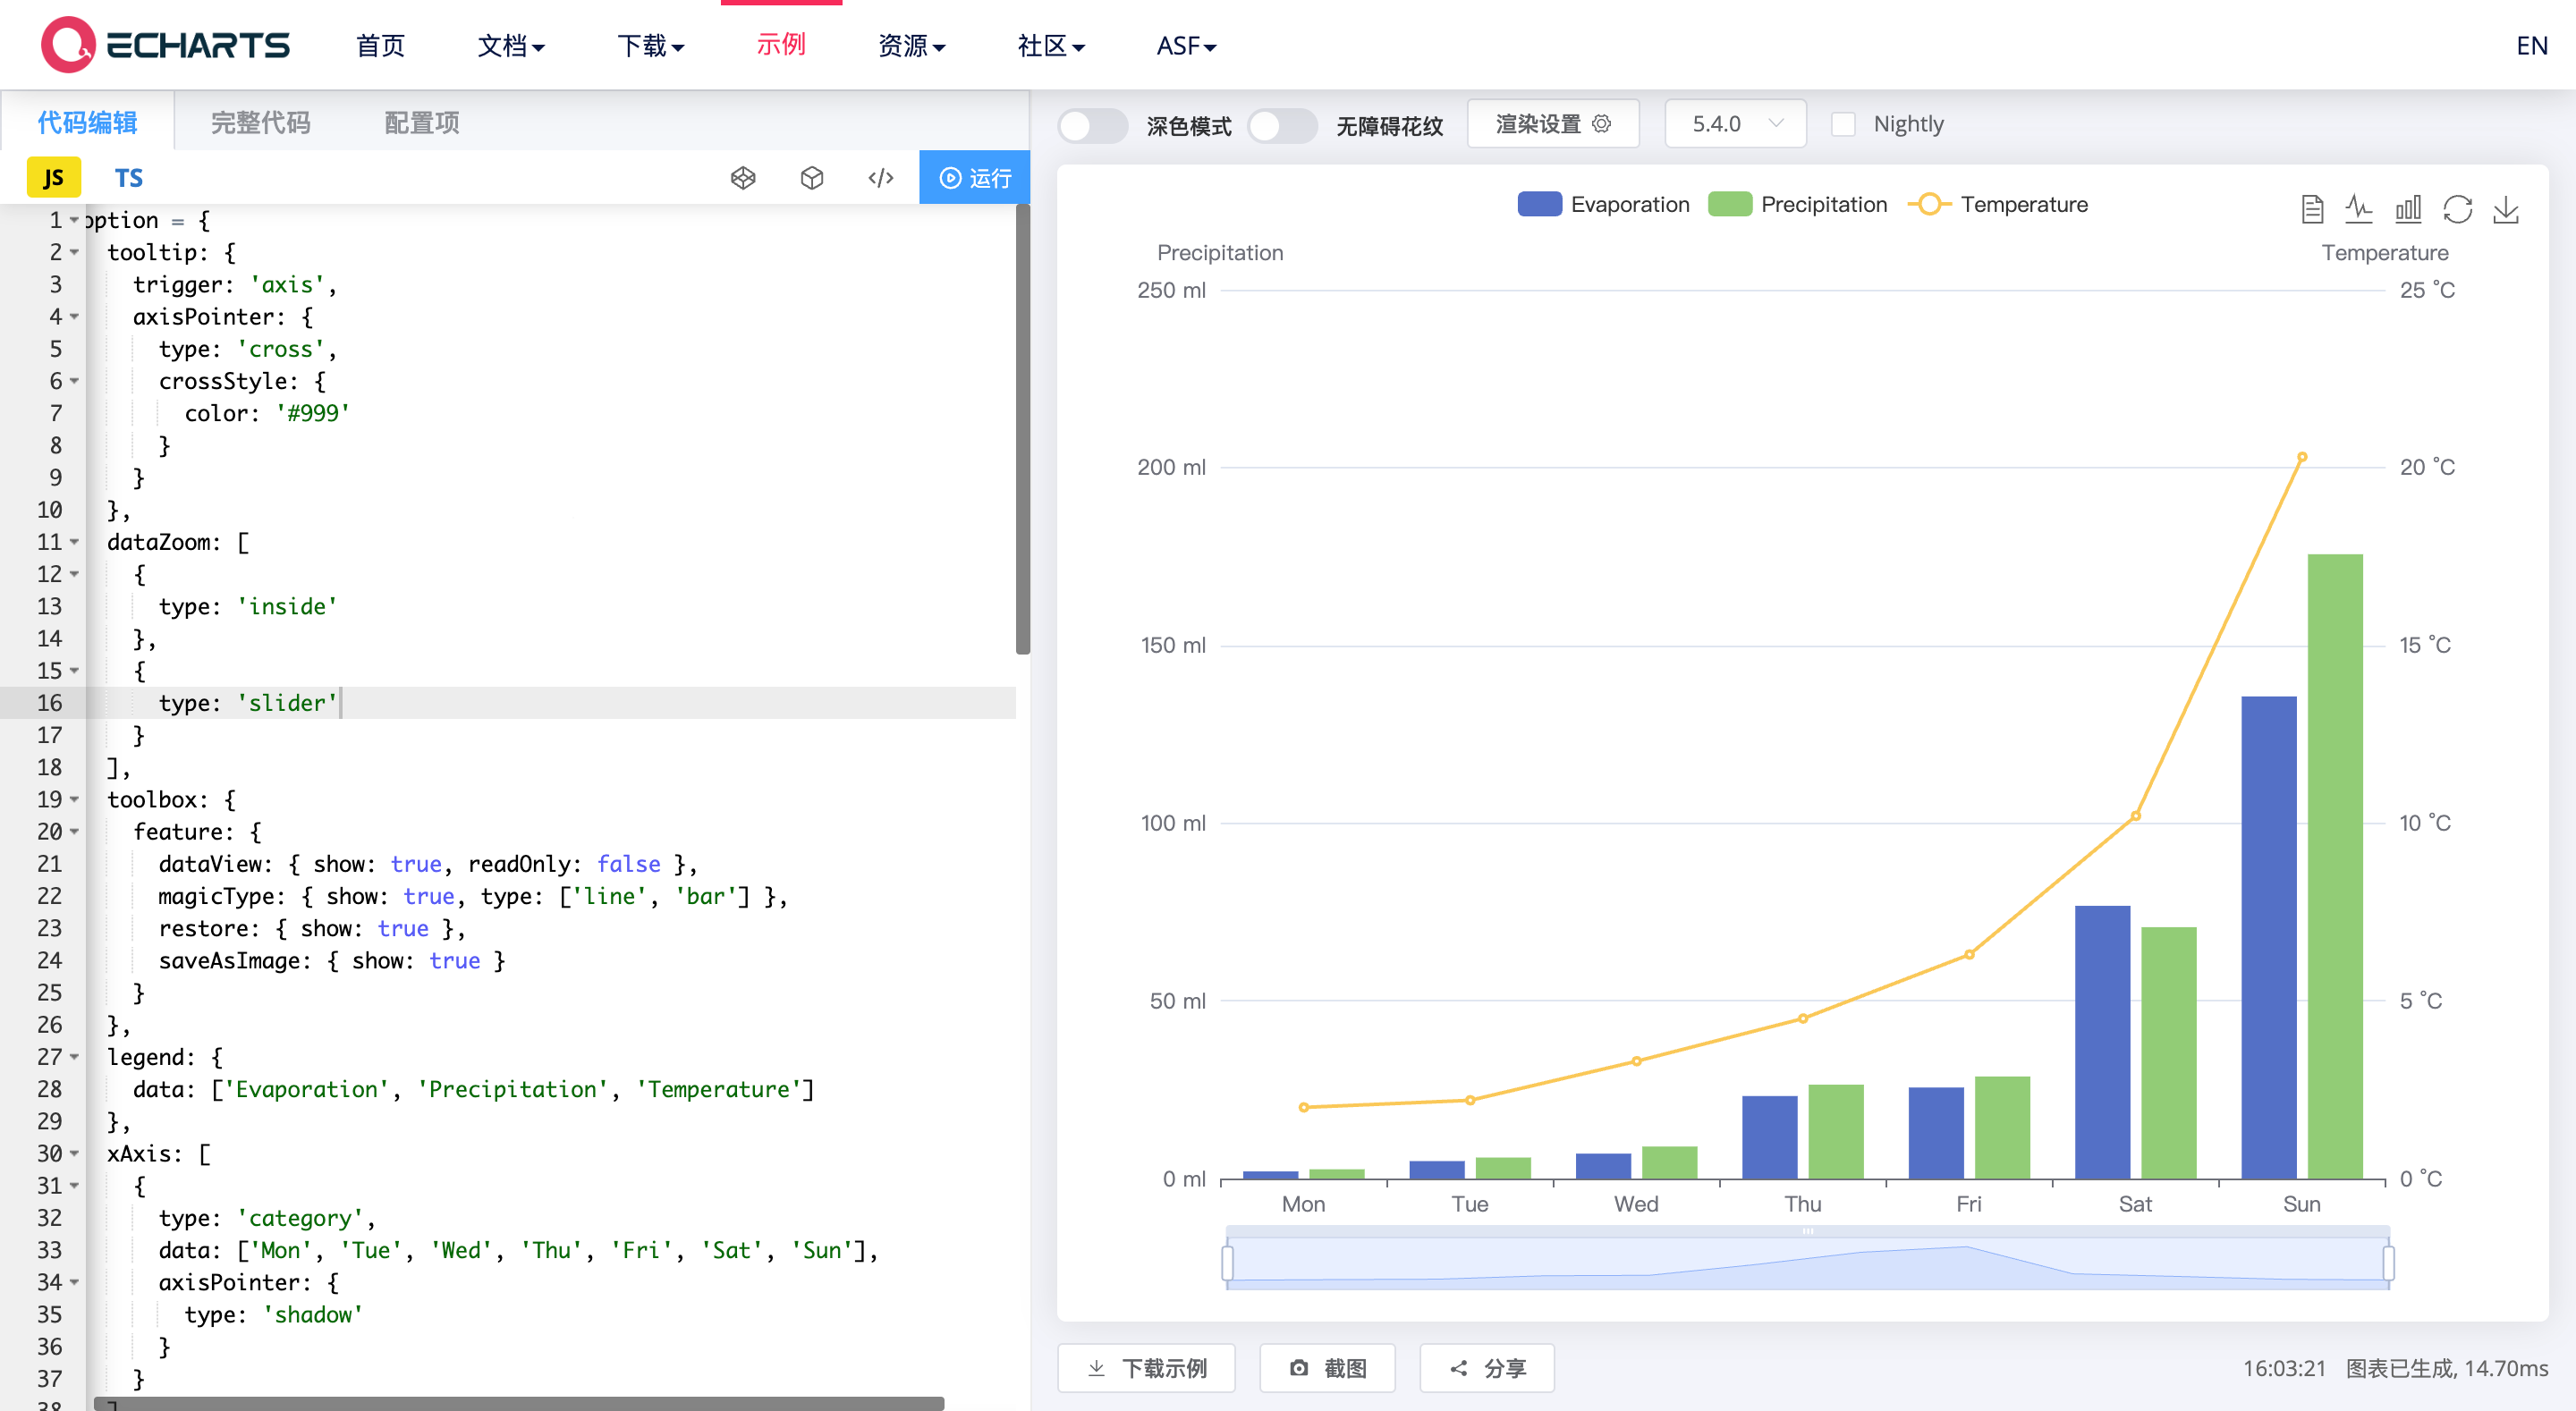 ECHARTS 首页 文档 下载 示例 资源 社区 ASF EN
代码编辑 完整代码 配置项
JS TS </> 运行
1 option = {
2 tooltip: {
3 trigger: 'axis',
4 axisPointer: {
5 type: 'cross',
6 crossStyle: {
7 color: '#999'
8 }
9 }
10 },
11 dataZoom: [
12 {
13 type: 'inside'
14 },
15 {
16 type: 'slider'
17 }
18 ],
19 toolbox: {
20 feature: {
21 dataView: { show: true, readOnly: false },
22 magicType: { show: true, type: ['line', 'bar'] },
23 restore: { show: true },
24 saveAsImage: { show: true }
25 }
26 },
27 legend: {
28 data: ['Evaporation', 'Precipitation', 'Temperature']
29 },
30 xAxis: [
31 {
32 type: 'category',
33 data: ['Mon', 'Tue', 'Wed', 'Thu', 'Fri', 'Sat', 'Sun'],
34 axisPointer: {
35 type: 'shadow'
36 }
37 }
38 ]
深色模式 无障碍花纹 渲染设置 5.4.0 Nightly
Evaporation Precipitation Temperature
Precipitation Temperature
250 ml 25 °C
200 ml 20 °C
150 ml 15 °C
100 ml 10 °C
50 ml 5 °C
0 ml 0 °C
Mon Tue Wed Thu Fri Sat Sun
下载示例 截图 分享 16:03:21 图表已生成, 14.70ms